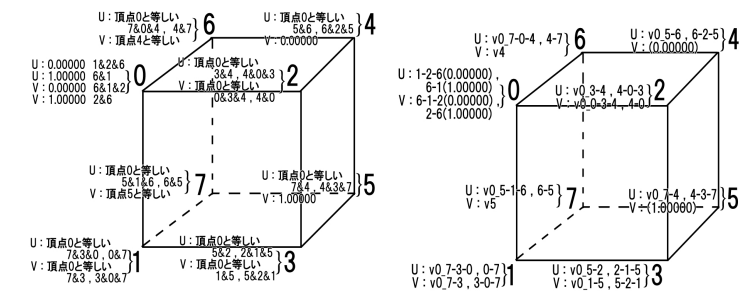 U：頂点0と等しい
7&0&4 , 4&7
V：頂点4と等しい
6
U：頂点0と等しい
5&6 , 6&2&5
V：0.00000
4
U：0.00000 1&2&6
U：1.00000 6&1
V：0.00000 6&1&2
V：1.00000 2&6
0
U：頂点0と等しい
3&4 , 4&0&3
V：頂点0と等しい
0&3&4 , 4&0
2
U：頂点0と等しい
5&1&6 , 6&5
V：頂点5と等しい
7
U：頂点0と等しい
7&4 , 4&3&7
V：1.00000
5
U：頂点0と等しい
7&3&0 , 0&7
V：頂点0と等しい
7&3 , 3&0&7
1
U：頂点0と等しい
5&2 , 2&1&5
V：頂点0と等しい
1&5 , 5&2&1
3
U：v0_7-0-4 , 4-7
V：v4
6
U：v0_5-6 , 6-2-5
V：(0.00000)
4
U：1-2-6(0.00000) ,
6-1(1.00000)
V：6-1-2(0.00000) ,
2-6(1.00000)
0
U：v0_3-4 , 4-0-3
V：v0_0-3-4 , 4-0
2
U：v0_5-1-6 , 6-5
V：v5
7
U：v0_7-4 , 4-3-7
V：(1.00000)
5
U：v0_7-3-0 , 0-7
V：v0_7-3 , 3-0-7
1
U：v0_5-2 , 2-1-5
V：v0_1-5 , 5-2-1
3